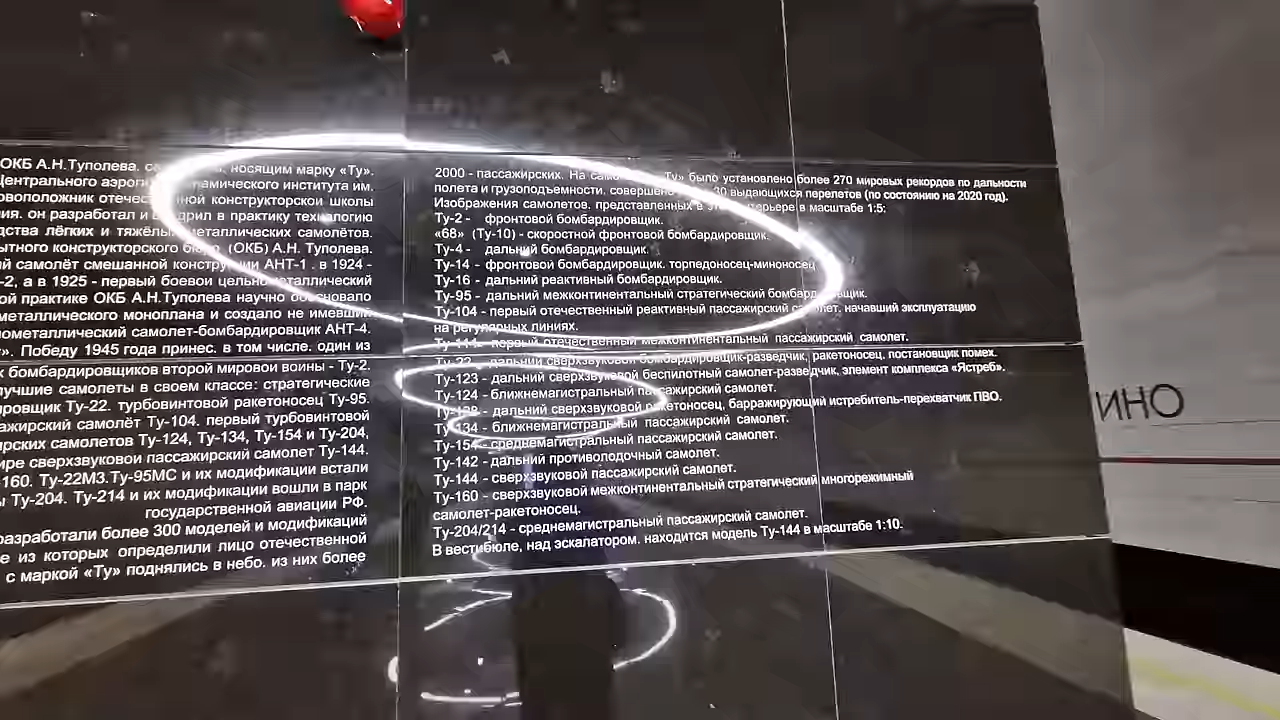 ОКБ А.Н.Туполева. носящим марку «Ту».
Центрального института им.
конструкторской школы
он разработал и внедрил в практику технологию
лёгких и тяжёлых металлических самолётов.
конструкторского бюро (ОКБ) А.Н. Туполева.
самолёт смешанной конструкции АНТ-1 . в 1924 -
а в 1925 - первый боевой цельнометаллический
практике ОКБ А.Н.Туполева научно обосновало
металлического моноплана и создало не имевший
самолет-бомбардировщик АНТ-4.
Победу 1945 года принес. в том числе. один из
бомбардировщиков второй мировой войны - Ту-2.
лучшие самолеты в своем классе: стратегические
Ту-22. турбовинтовой ракетоносец Ту-95.
самолёт Ту-104. первый турбовинтовой
самолетов Ту-124, Ту-134, Ту-154 и Ту-204,
сверхзвуковой пассажирский самолет Ту-144.
Ту-22М3.Ту-95МС и их модификации встали
Ту-204. Ту-214 и их модификации вошли в парк
государственной авиации РФ.
разработали более 300 моделей и модификаций
из которых определили лицо отечественной
с маркой «Ту» поднялись в небо. из них более
2000 - пассажирских. На Ту» было установлено более 270 мировых рекордов по дальности
полета и грузоподъемности, совершено 30 выдающихся перелетов (по состоянию на 2020 год).
Изображения самолетов. представленных в интерьере в масштабе 1:5:
Ту-2 - фронтовой бомбардировщик.
«68» (Ту-10) - скоростной фронтовой бомбардировщик.
Ту-4 - дальний бомбардировщик.
Ту-14 - фронтовой бомбардировщик. торпедоносец-миноносец
Ту-16 - дальний реактивный бомбардировщик.
Ту-95 - дальний межконтинентальный стратегический бомбардировщик.
Ту-104 - первый отечественный реактивный пассажирский самолет. начавший эксплуатацию
на регулярных линиях.
первый отечественный межконтинентальный пассажирский самолет.
Ту-22 - дальний сверхзвуковой бомбардировщик-разведчик, ракетоносец, постановщик помех.
Ту-123 - дальний сверхзвуковой беспилотный самолет-разведчик, элемент комплекса «Ястреб».
Ту-124 - ближнемагистральный пассажирский самолет.
Ту-128 - дальний сверхзвуковой ракетоносец, барражирующий истребитель-перехватчик ПВО.
Ту-134 - ближнемагистральный пассажирский самолет.
Ту-154 - среднемагистральный пассажирский самолет.
Ту-142 - дальний противолодочный самолет.
Ту-144 - сверхзвуковой пассажирский самолет.
Ту-160 - сверхзвуковой межконтинентальный стратегический многорежимный
самолет-ракетоносец.
Ту-204/214 - среднемагистральный пассажирский самолет.
В вестибюле, над эскалатором. находится модель Ту-144 в масштабе 1:10.
ИНО